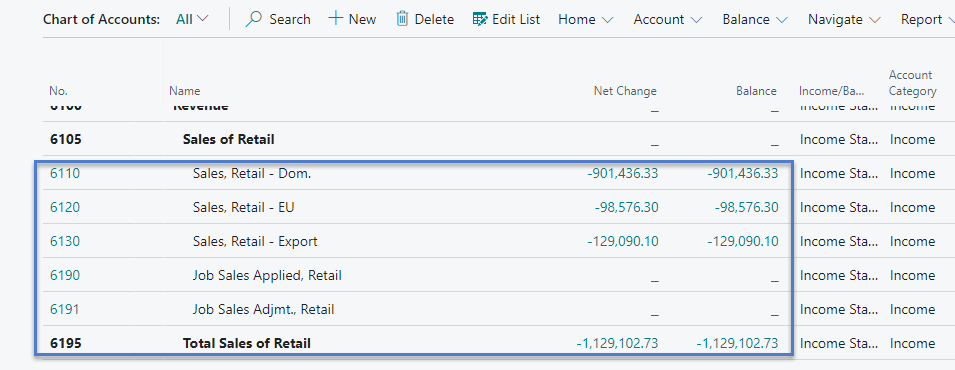 Chart of Accounts: All Search New Delete Edit List Home Account Balance Navigate Report
Account
No. Name Net Change Balance Income/Ba... Category
6100 Revenue _ _ Income Sta... Income
6105 Sales of Retail _ _ Income Sta... Income
6110 Sales, Retail - Dom. -901,436.33 -901,436.33 Income Sta... Income
6120 Sales, Retail - EU -98,576.30 -98,576.30 Income Sta... Income
6130 Sales, Retail - Export -129,090.10 -129,090.10 Income Sta... Income
6190 Job Sales Applied, Retail _ _ Income Sta... Income
6191 Job Sales Adjmt., Retail _ _ Income Sta... Income
6195 Total Sales of Retail -1,129,102.73 -1,129,102.73 Income Sta... Income